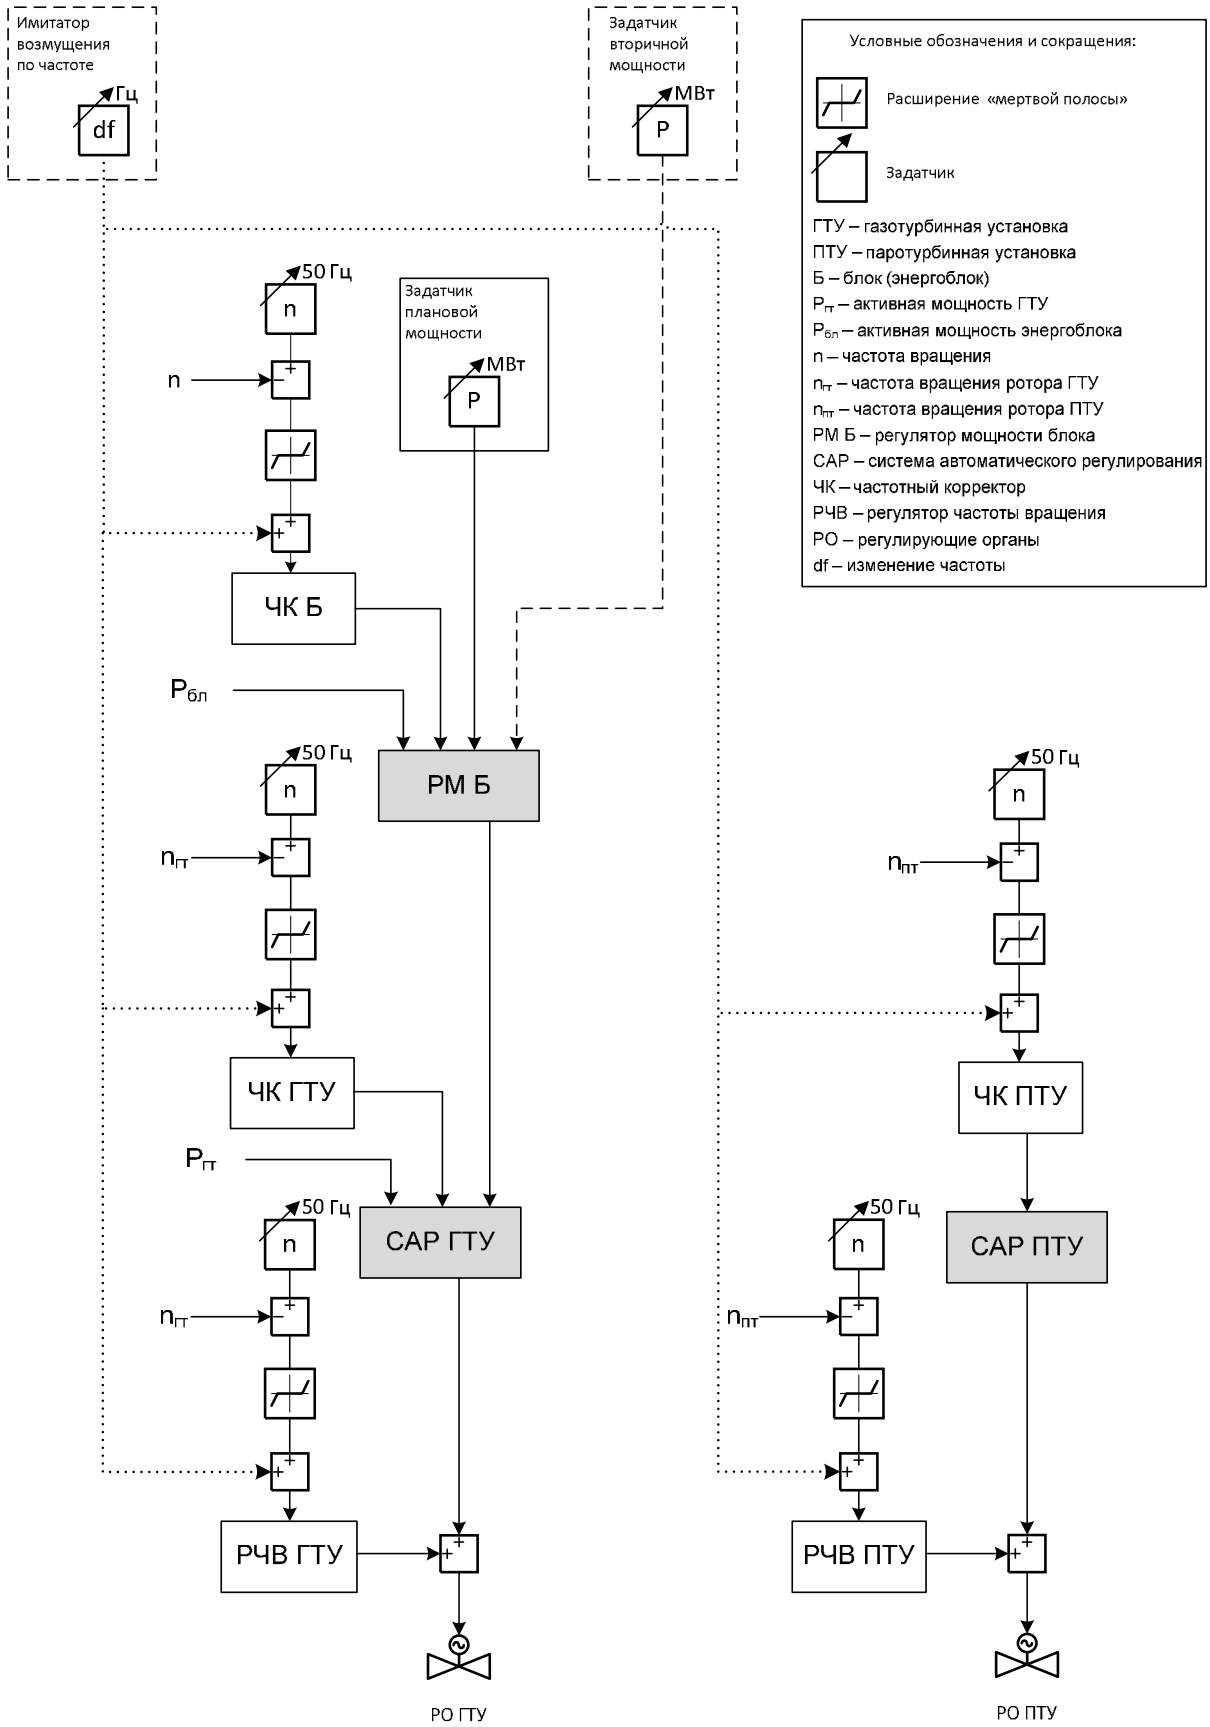 Имитатор
возмущения
по частоте
Гц
df
Задатчик
вторичной
мощности
МВт
P
Условные обозначения и сокращения:
Расширение «мертвой полосы»
Задатчик
ГТУ – газотурбинная установка
ПТУ – паротурбинная установка
Б – блок (энергоблок)
Pгт – активная мощность ГТУ
Pбл – активная мощность энергоблока
n – частота вращения
nгт – частота вращения ротора ГТУ
nпт – частота вращения ротора ПТУ
РМ Б – регулятор мощности блока
САР – система автоматического регулирования
ЧК – частотный корректор
РЧВ – регулятор частоты вращения
РО – регулирующие органы
df – изменение частоты
50 Гц
n
+
n
−
+
+
ЧК Б
Задатчик
плановой
мощности
МВт
P
Pбл
РМ Б
50 Гц
n
+
nгт
−
+
+
ЧК ГТУ
Pгт
САР ГТУ
50 Гц
n
+
nгт
−
+
+
РЧВ ГТУ
+
+
РО ГТУ
50 Гц
n
+
nпт
−
+
+
ЧК ПТУ
САР ПТУ
50 Гц
n
+
nпт
−
+
+
РЧВ ПТУ
+
+
РО ПТУ